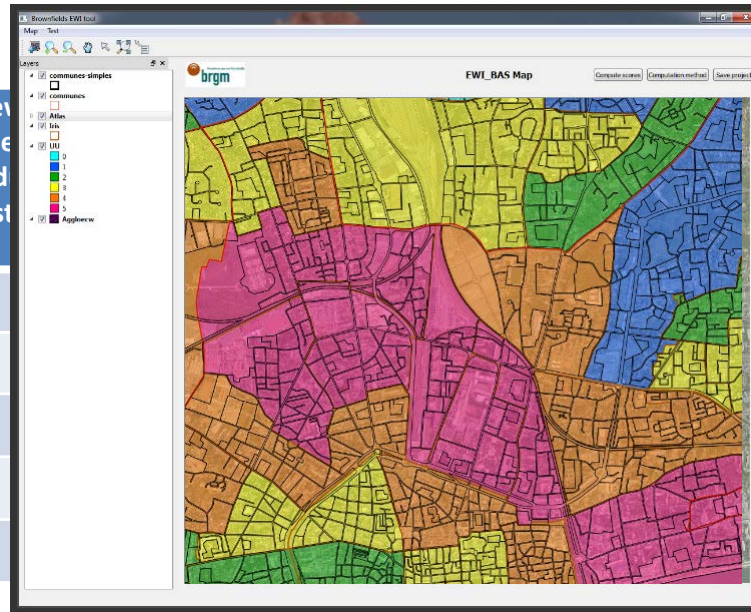 Brownfields EWI tool
Map Test
Layers
communes-simples
communes
Atlas
Iris
UU
0
1
2
3
4
5
Aggloecw
brgm
EWI_BAS Map
Compute scores
Computation method
Save project